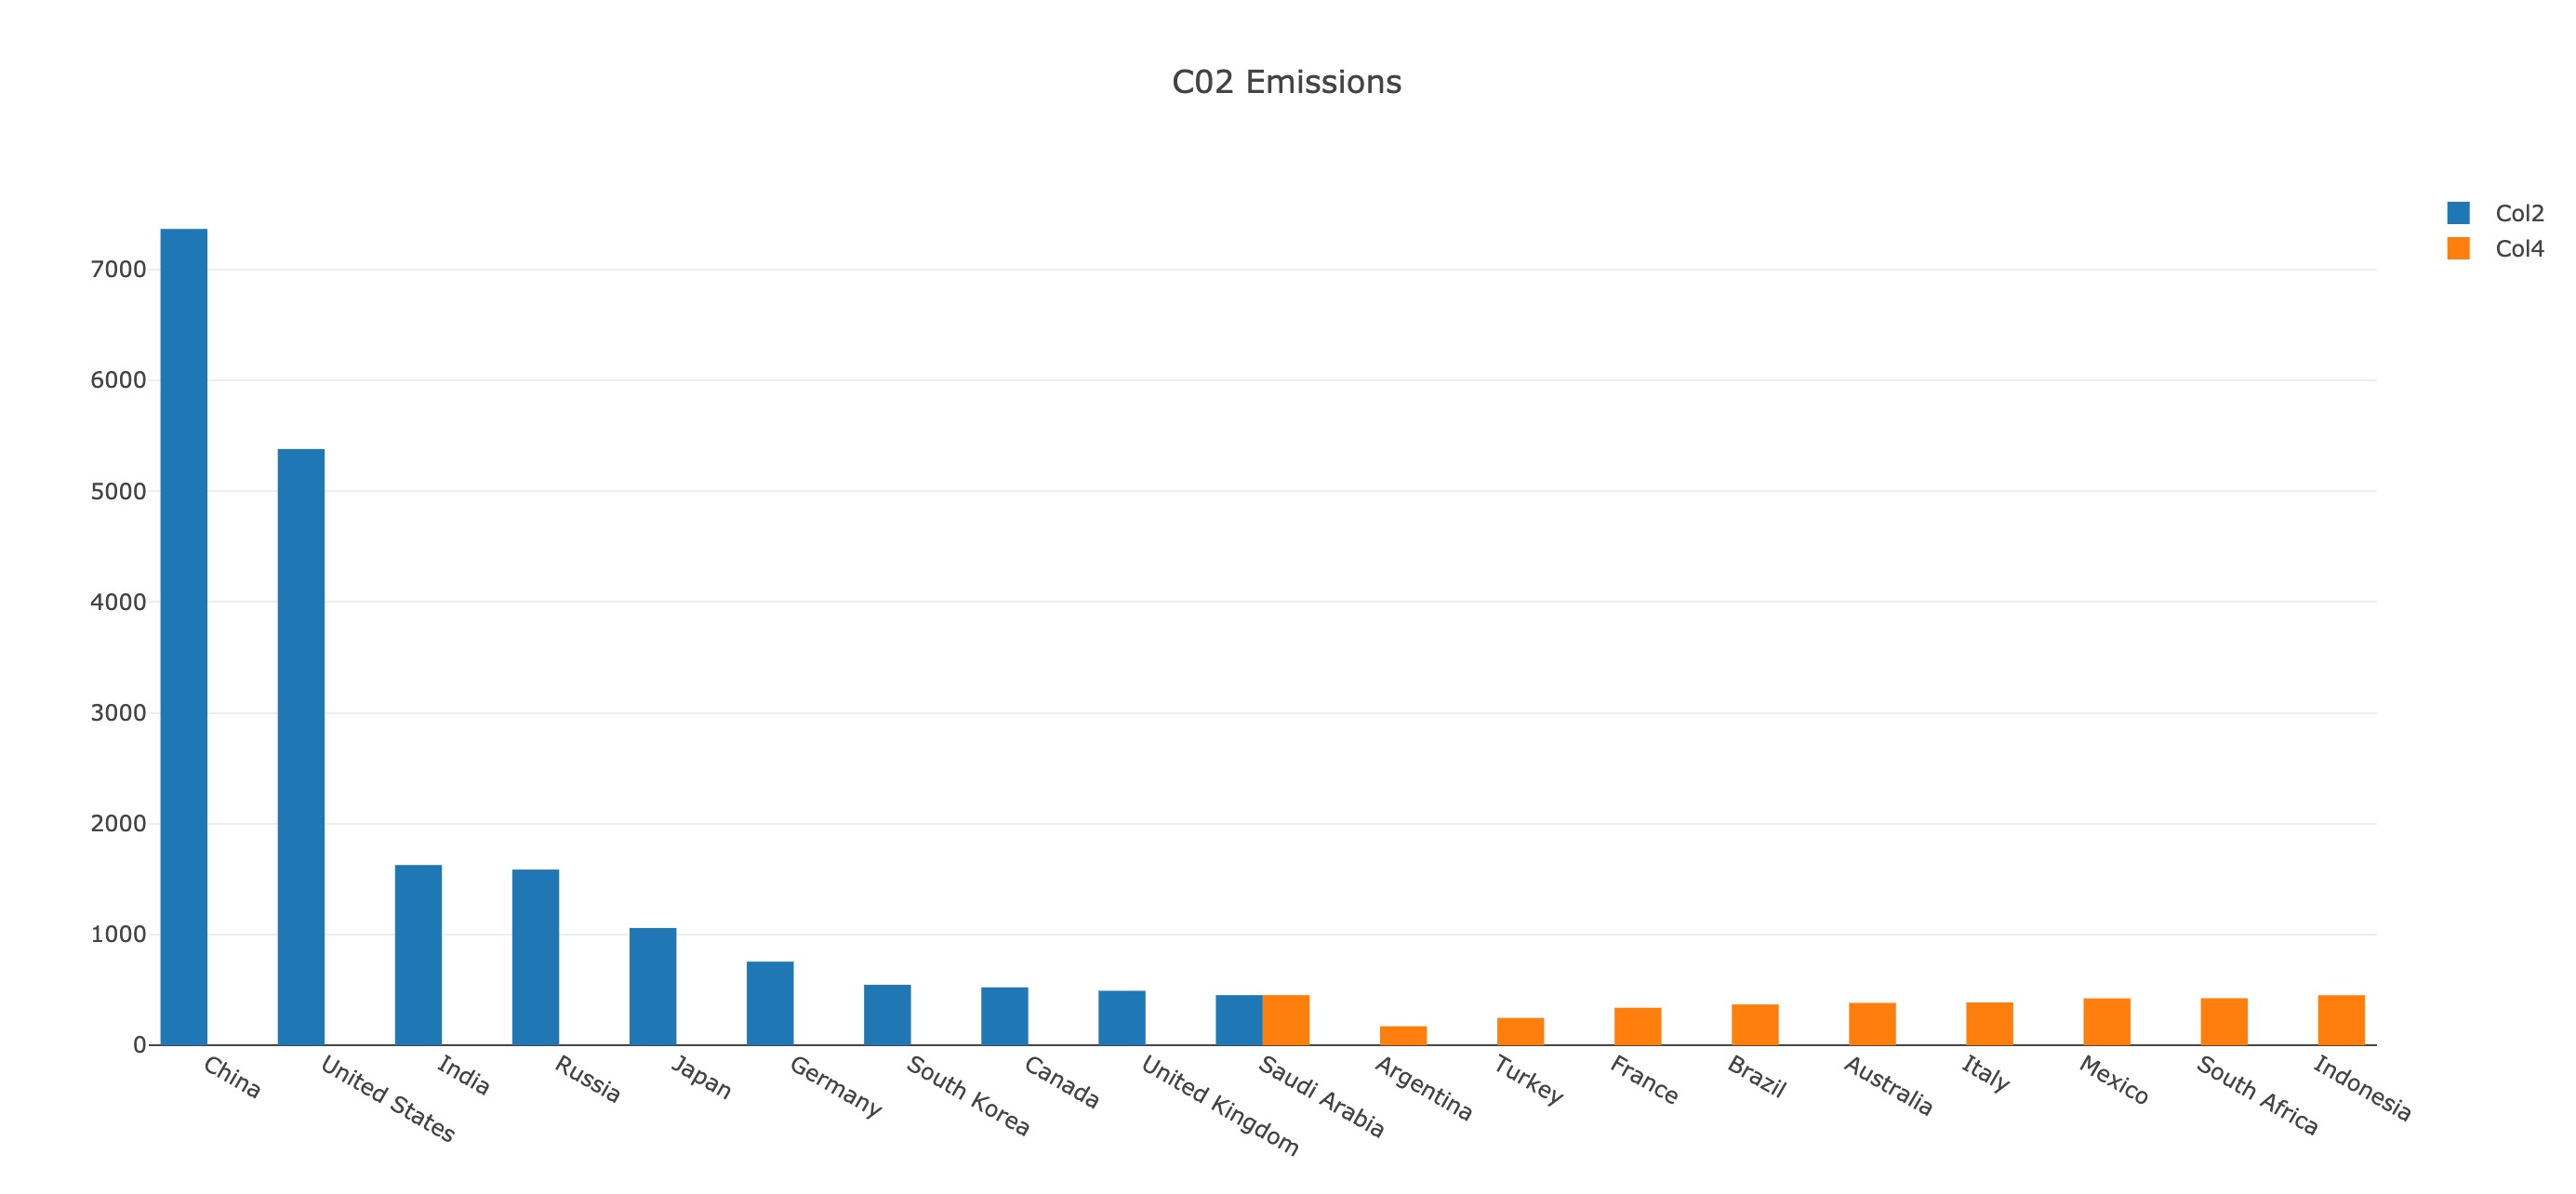 C02 Emissions
Col2
Col4
7000
6000
5000
4000
3000
2000
1000
0
China
United States
India
Russia
Japan
Germany
South Korea
Canada
United Kingdom
Saudi Arabia
Argentina
Turkey
France
Brazil
Australia
Italy
Mexico
South Africa
Indonesia